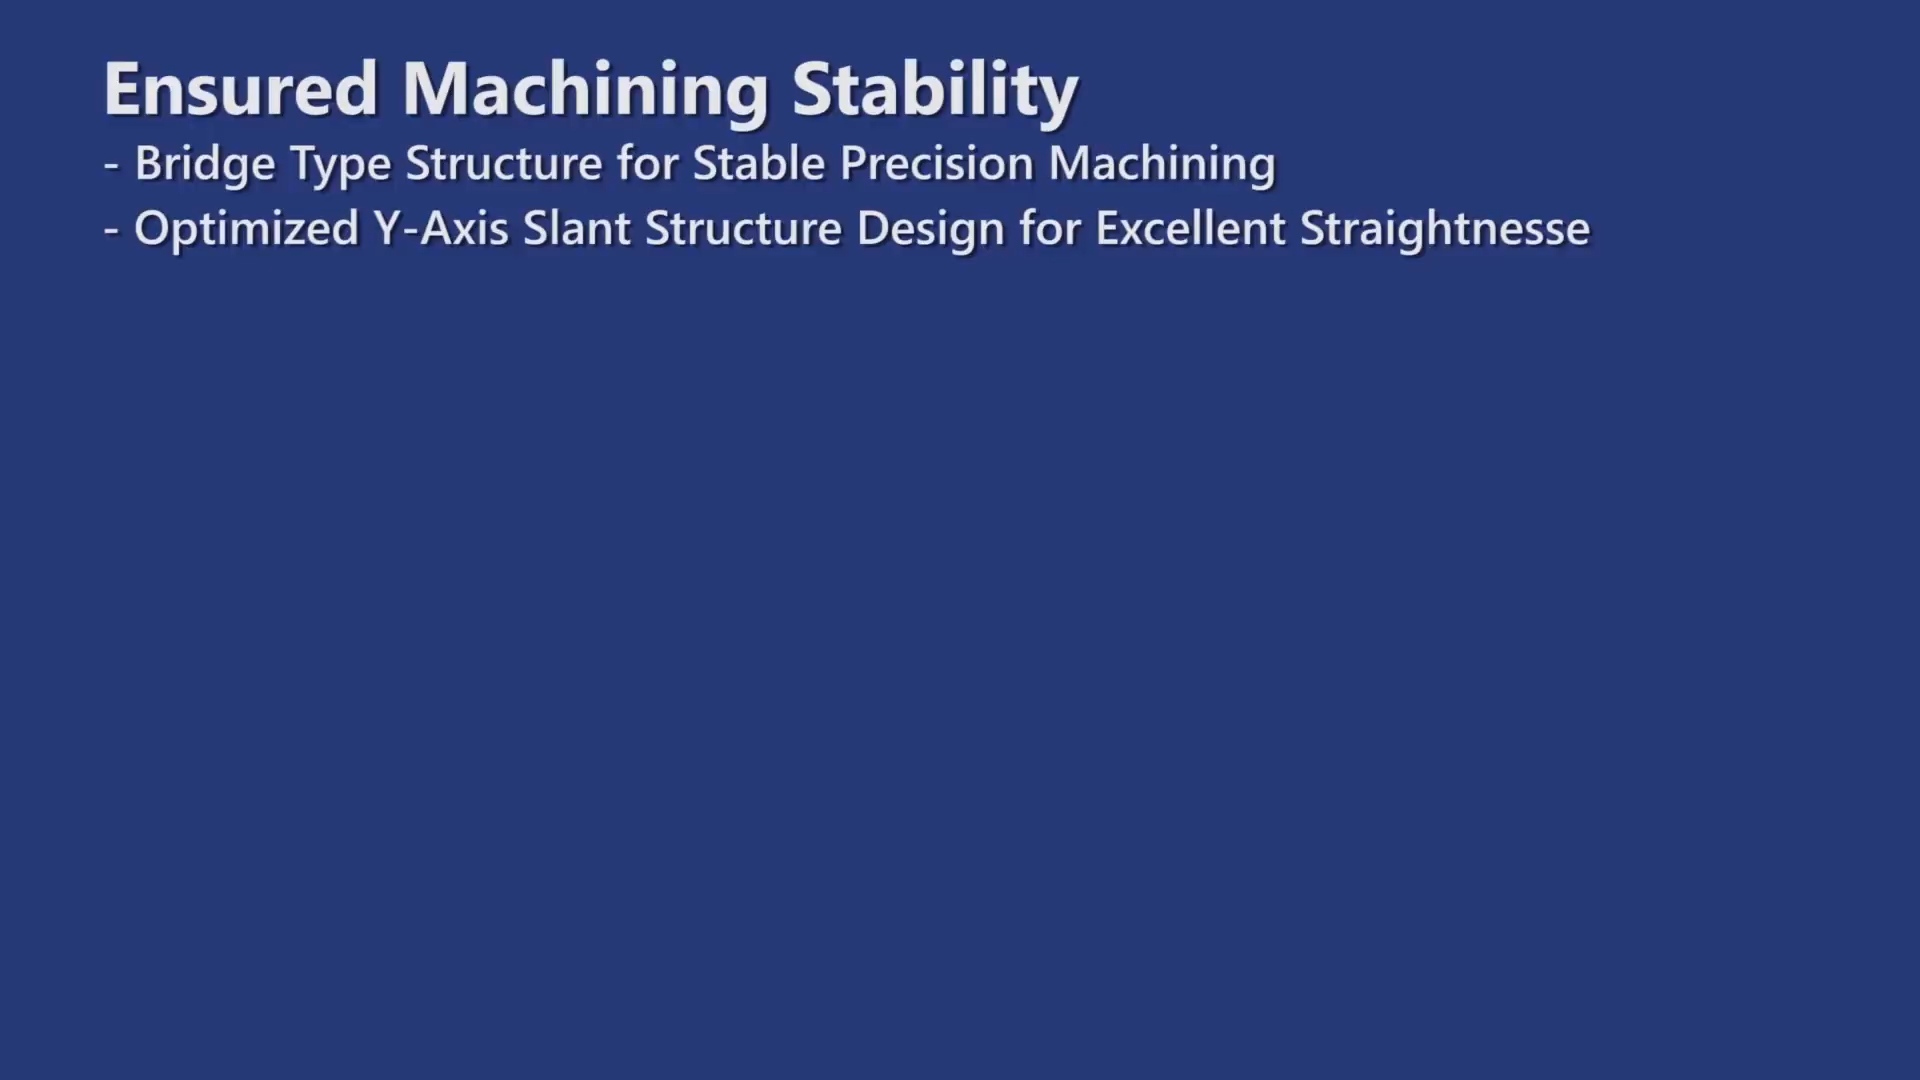 Ensured Machining Stability
- Bridge Type Structure for Stable Precision Machining
- Optimized Y-Axis Slant Structure Design for Excellent Straightnesse